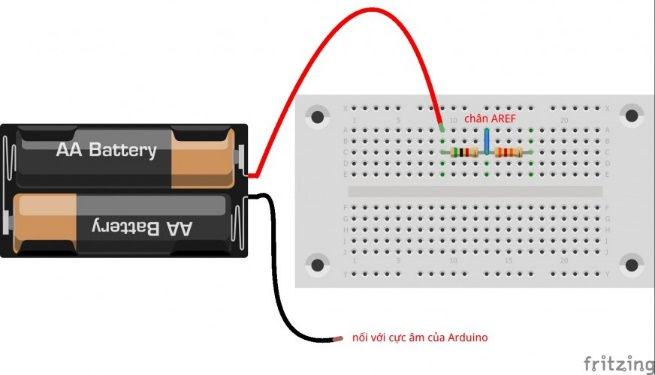 chân AREF
AA Battery
AA Battery
nối với cực âm của Arduino
fritzing